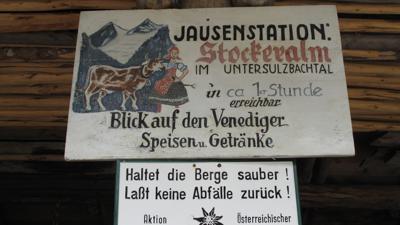 JAUSENSTATION:
Stockeralm
IM UNTERSULZBACHTAL
in ca 1 Stunde
erreichbar
Blick auf den Venediger
Speisen u. Getränke
Haltet die Berge sauber !
Laßt keine Abfälle zurück !
Aktion Österreichischer